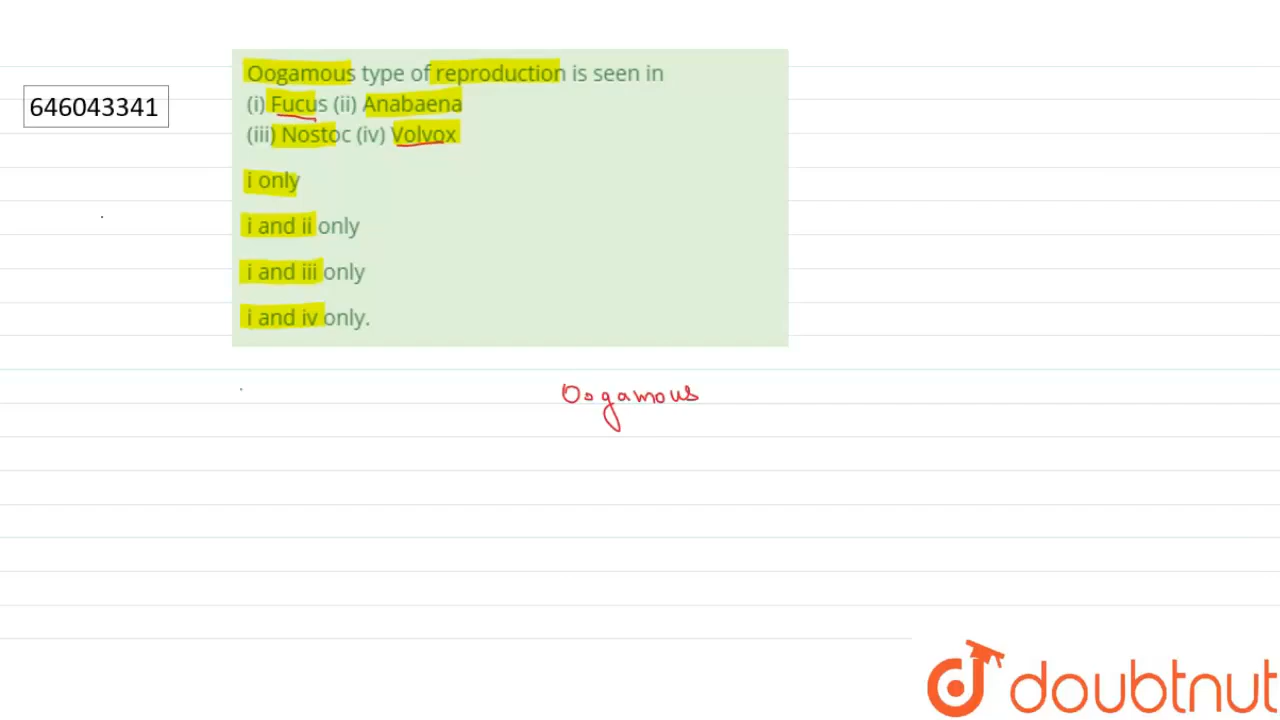 646043341
Oogamous type of reproduction is seen in
(i) Fucus (ii) Anabaena
(iii) Nostoc (iv) Volvox
i only
i and ii only
i and iii only
i and iv only.
Oogamous
doubtnut